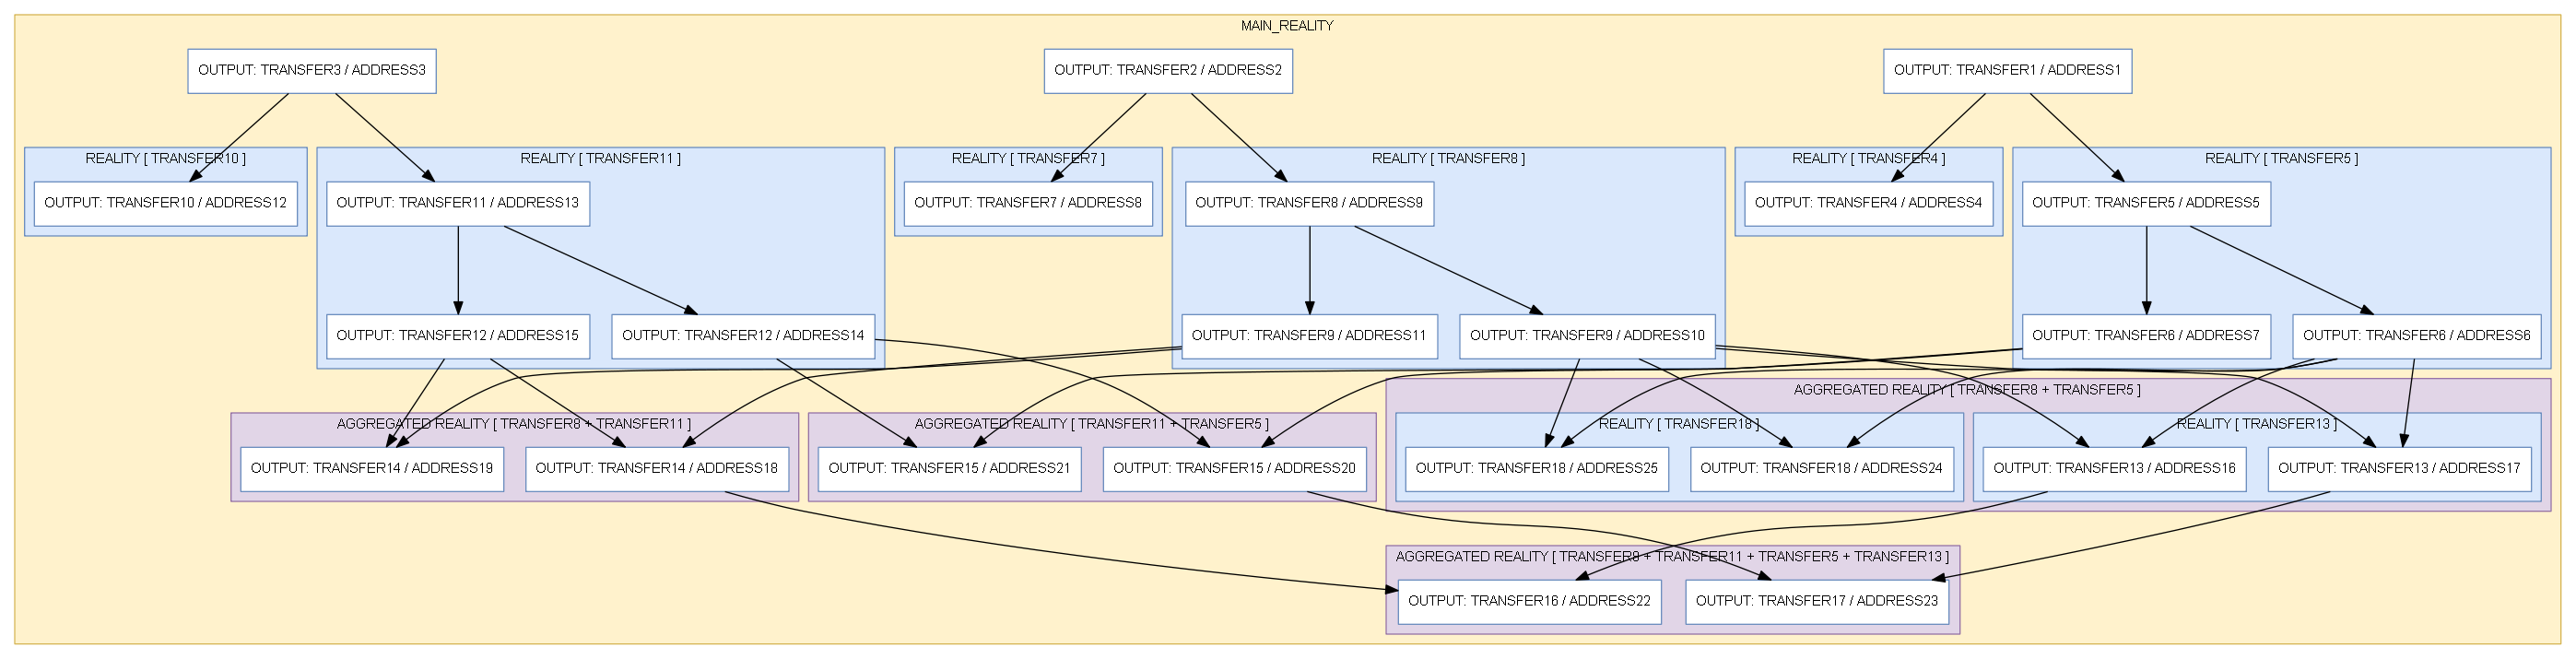 MAIN_REALITY
OUTPUT: TRANSFER3 / ADDRESS3
OUTPUT: TRANSFER2 / ADDRESS2
OUTPUT: TRANSFER1 / ADDRESS1
REALITY [ TRANSFER10 ]
REALITY [ TRANSFER11 ]
REALITY [ TRANSFER7 ]
REALITY [ TRANSFER8 ]
REALITY [ TRANSFER4 ]
REALITY [ TRANSFER5 ]
OUTPUT: TRANSFER10 / ADDRESS12
OUTPUT: TRANSFER11 / ADDRESS13
OUTPUT: TRANSFER7 / ADDRESS8
OUTPUT: TRANSFER8 / ADDRESS9
OUTPUT: TRANSFER4 / ADDRESS4
OUTPUT: TRANSFER5 / ADDRESS5
OUTPUT: TRANSFER12 / ADDRESS15
OUTPUT: TRANSFER12 / ADDRESS14
OUTPUT: TRANSFER9 / ADDRESS11
OUTPUT: TRANSFER9 / ADDRESS10
OUTPUT: TRANSFER6 / ADDRESS7
OUTPUT: TRANSFER6 / ADDRESS6
AGGREGATED REALITY[ TRANSFER8 + TRANSFER5 ]
AGGREGATED REALITY [ TRANSFER8 + TRANSFER11 ]
AGGREGATED REALITY [ TRANSFER11 + TRANSFER5 ]
REALITY [ TRANSFER18 ]
REALITY [ TRANSFER13 ]
OUTPUT: TRANSFER14 / ADDRESS19
OUTPUT: TRANSFER14 / ADDRESS18
OUTPUT: TRANSFER15 / ADDRESS21
OUTPUT: TRANSFER15 / ADDRESS20
OUTPUT: TRANSFER18 / ADDRESS25
OUTPUT: TRANSFER18 / ADDRESS24
OUTPUT: TRANSFER13 / ADDRESS16
OUTPUT: TRANSFER13 / ADDRESS17
AGGREGATED REALITY [ TRANSFER8 + TRANSFER11 + TRANSFER5 + TRANSFER13 ]
OUTPUT: TRANSFER16 / ADDRESS22
OUTPUT: TRANSFER17 / ADDRESS23